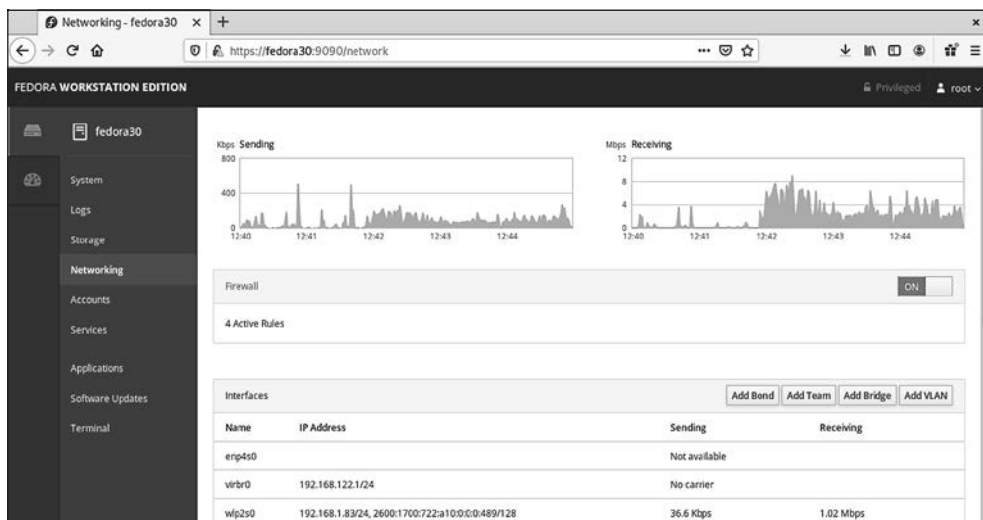 Networking - fedora30
https://fedora30:9090/network
FEDORA WORKSTATION EDITION
Privileged
root
fedora30
System
Logs
Storage
Networking
Accounts
Services
Applications
Software Updates
Terminal
Kbps Sending
800
400
0
12:40 12:41 12:42 12:43 12:44
Mbps Receiving
12
8
4
0
12:40 12:41 12:42 12:43 12:44
Firewall
ON
4 Active Rules
Interfaces
Add Bond Add Team Add Bridge Add VLAN
Name IP Address Sending Receiving
enp4s0 Not available
virbr0 192.168.122.1/24 No carrier
wlp2s0 192.168.1.83/24, 2600:1700:722:a10:0:0:0:489/128 36.6 Kbps 1.02 Mbps